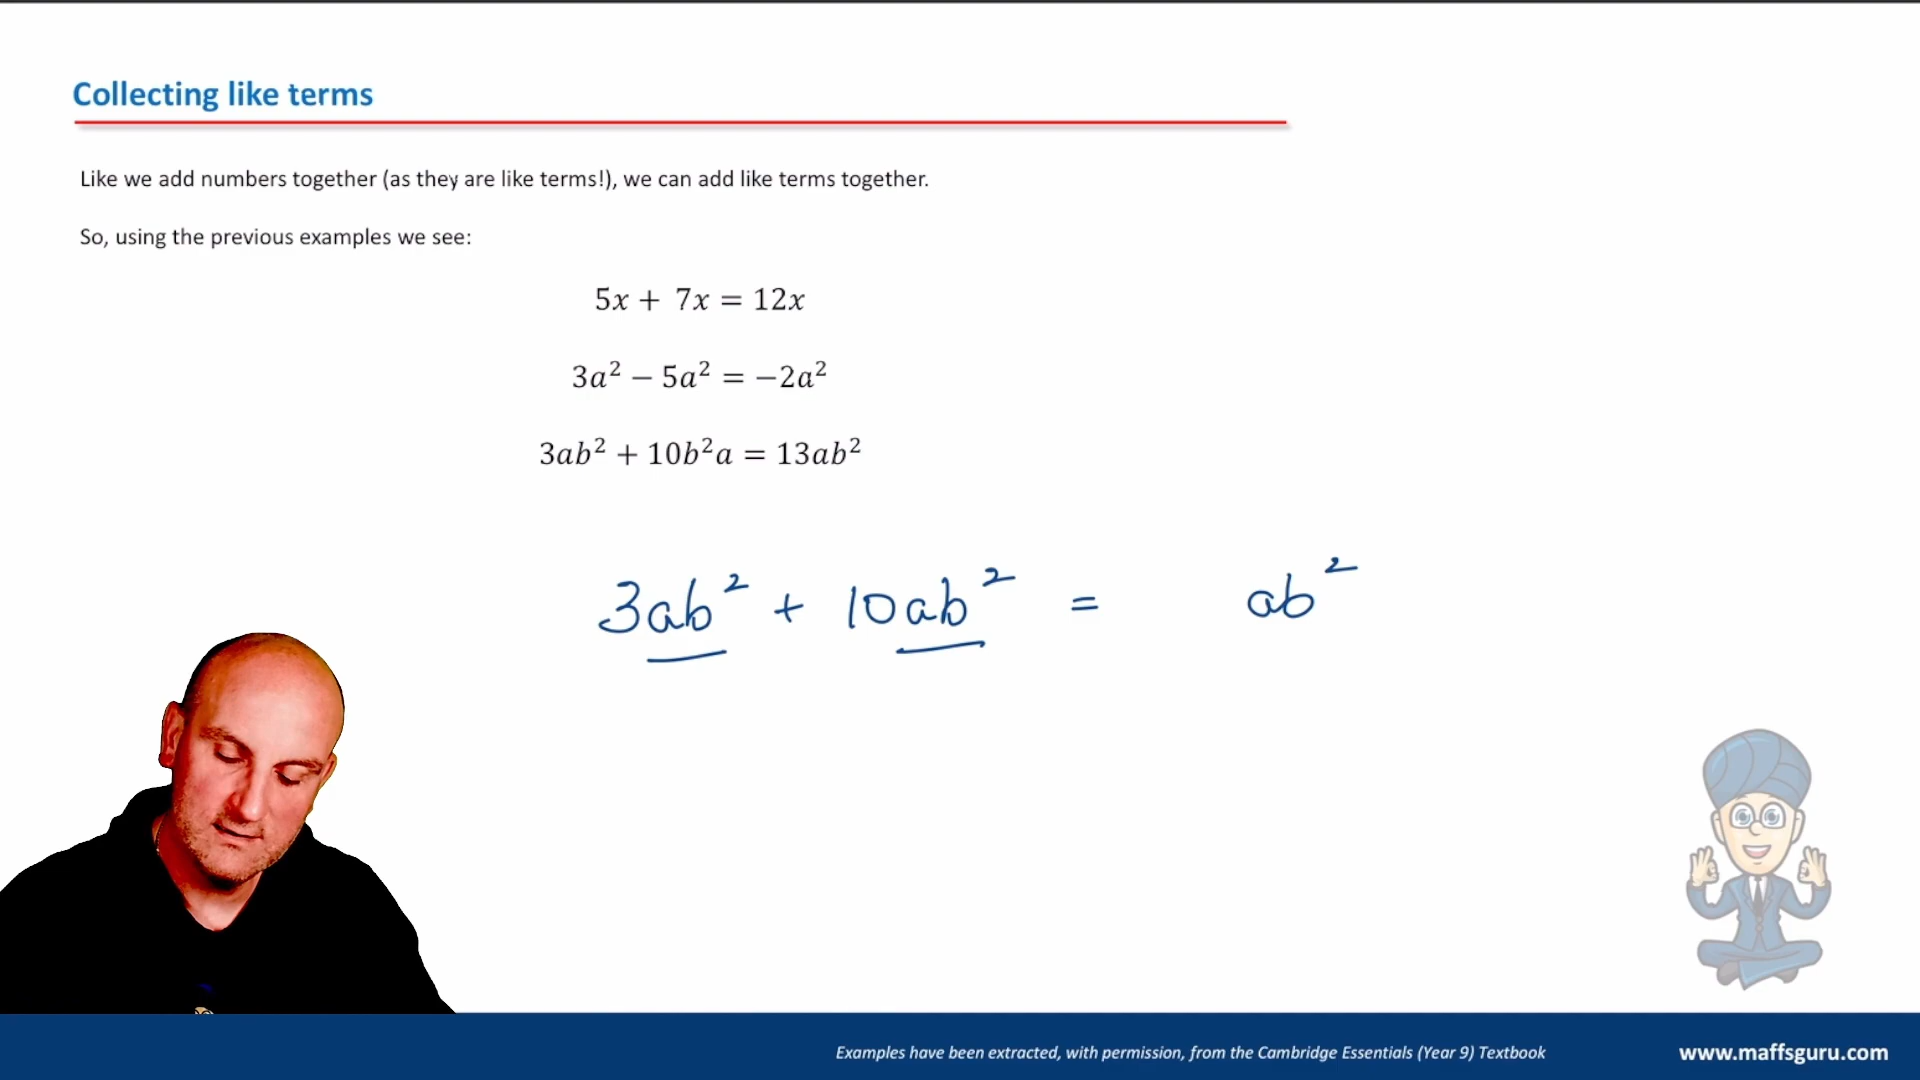 Collecting like terms
Like we add numbers together (as they are like terms!), we can add like terms together.
So, using the previous examples we see:
5x + 7x = 12x
3a² − 5a² = −2a²
3ab² + 10b²a = 13ab²
3ab² + 10ab² = ab²
Examples have been extracted, with permission, from the Cambridge Essentials (Year 9) Textbook
www.maffsguru.com